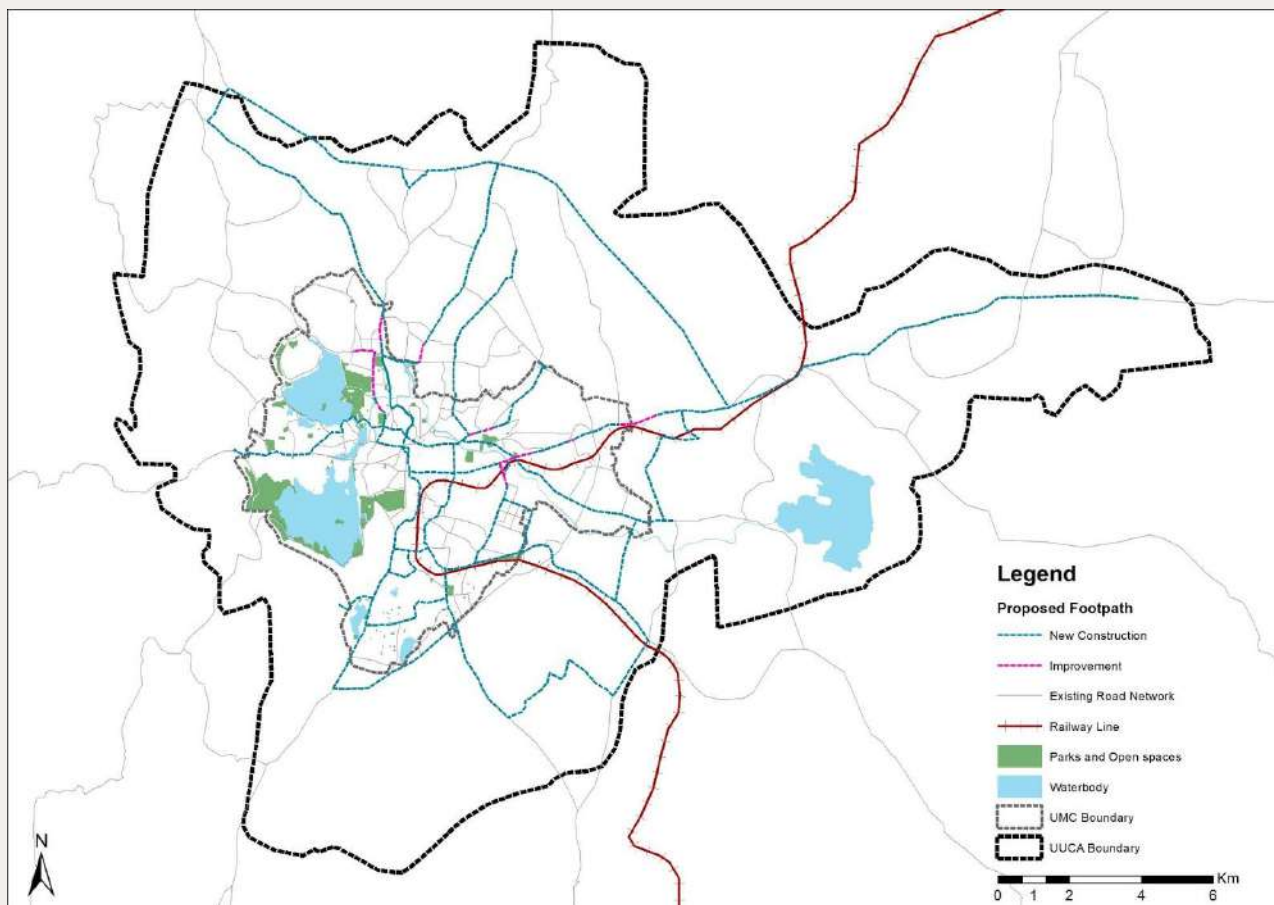 Legend
Proposed Footpath
New Construction
Improvement
Existing Road Network
Railway Line
Parks and Open spaces
Waterbody
UMC Boundary
UUCA Boundary
N
Km
0 1 2 4 6